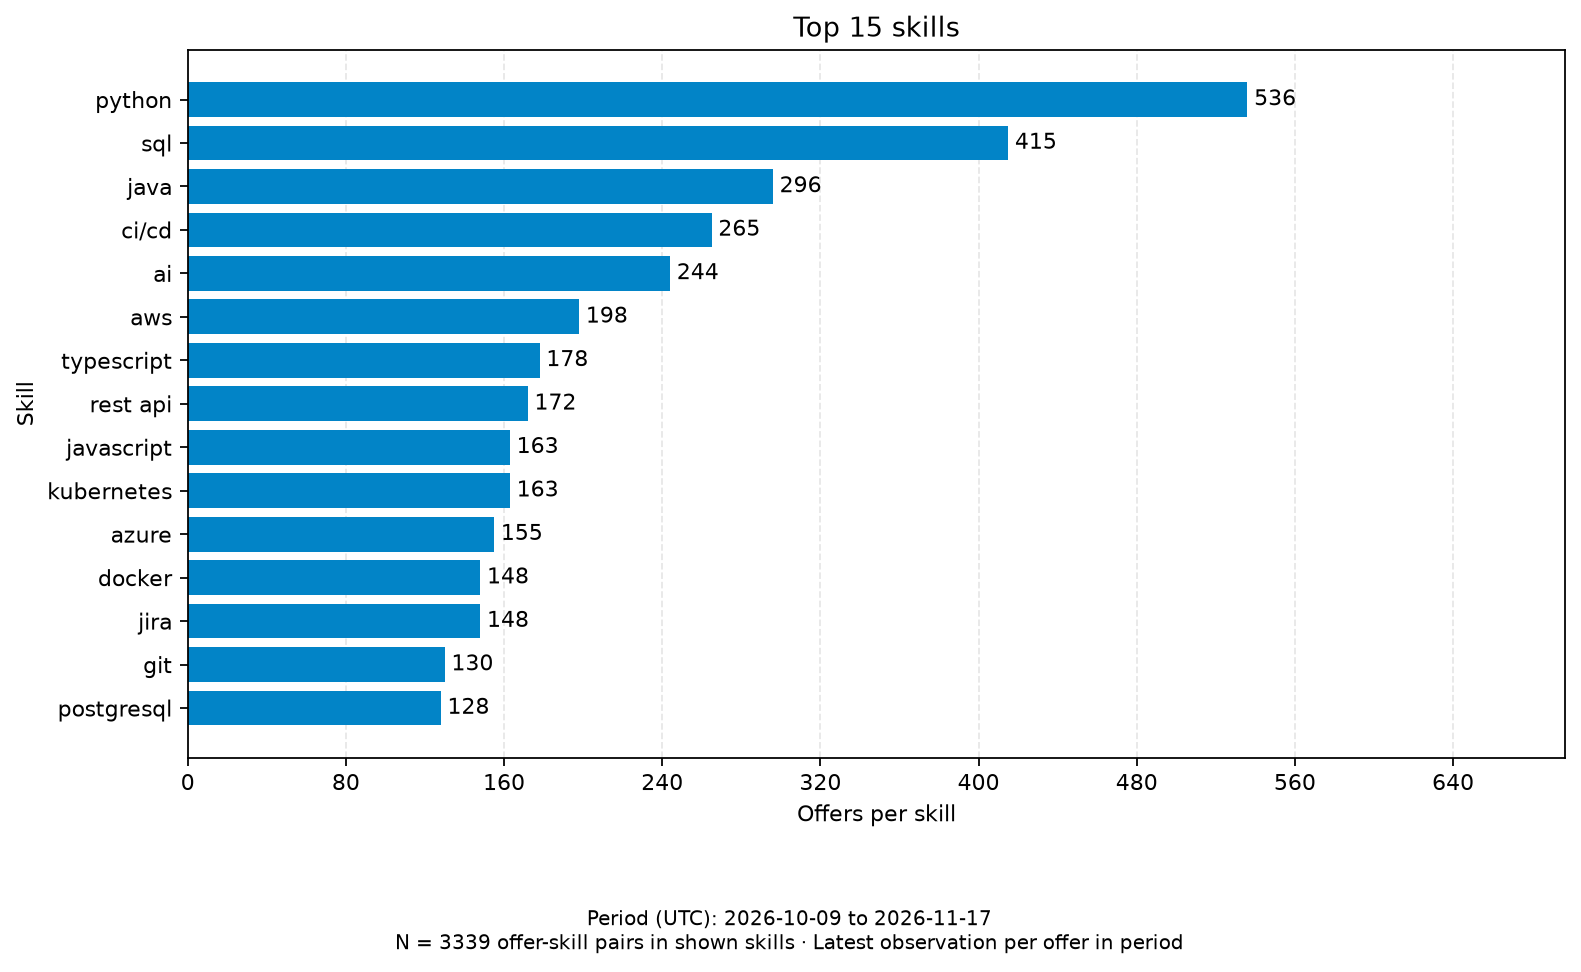 Top 15 skills
python 536
sql 415
java 296
ci/cd 265
ai 244
aws 198
typescript 178
rest api 172
javascript 163
kubernetes 163
azure 155
docker 148
jira 148
git 130
postgresql 128
Skill
0 80 160 240 320 400 480 560 640
Offers per skill
Period (UTC): 2026-10-09 to 2026-11-17
N = 3339 offer-skill pairs in shown skills · Latest observation per offer in period